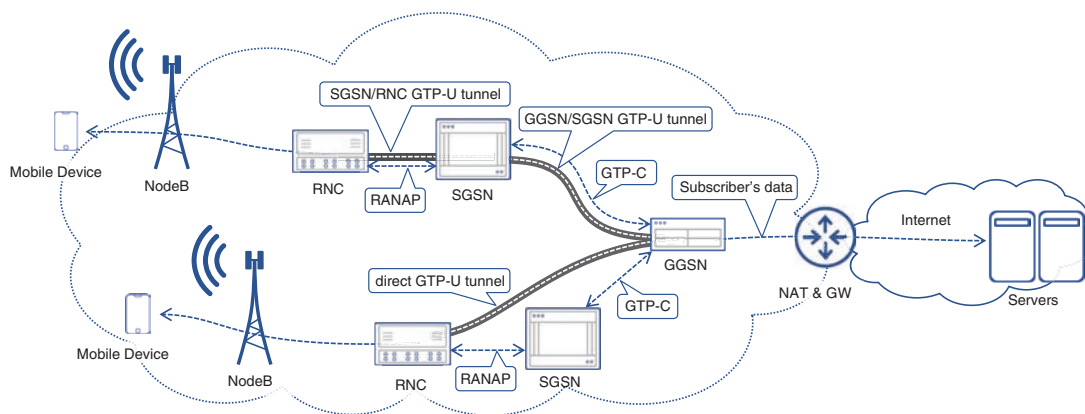 SGSN/RNC GTP-U tunnel
GGSN/SGSN GTP-U tunnel
Mobile Device
NodeB
RNC
RANAP
SGSN
GTP-C
Subscriber's data
Internet
GGSN
NAT & GW
Servers
direct GTP-U tunnel
GTP-C
Mobile Device
NodeB
RNC
RANAP
SGSN